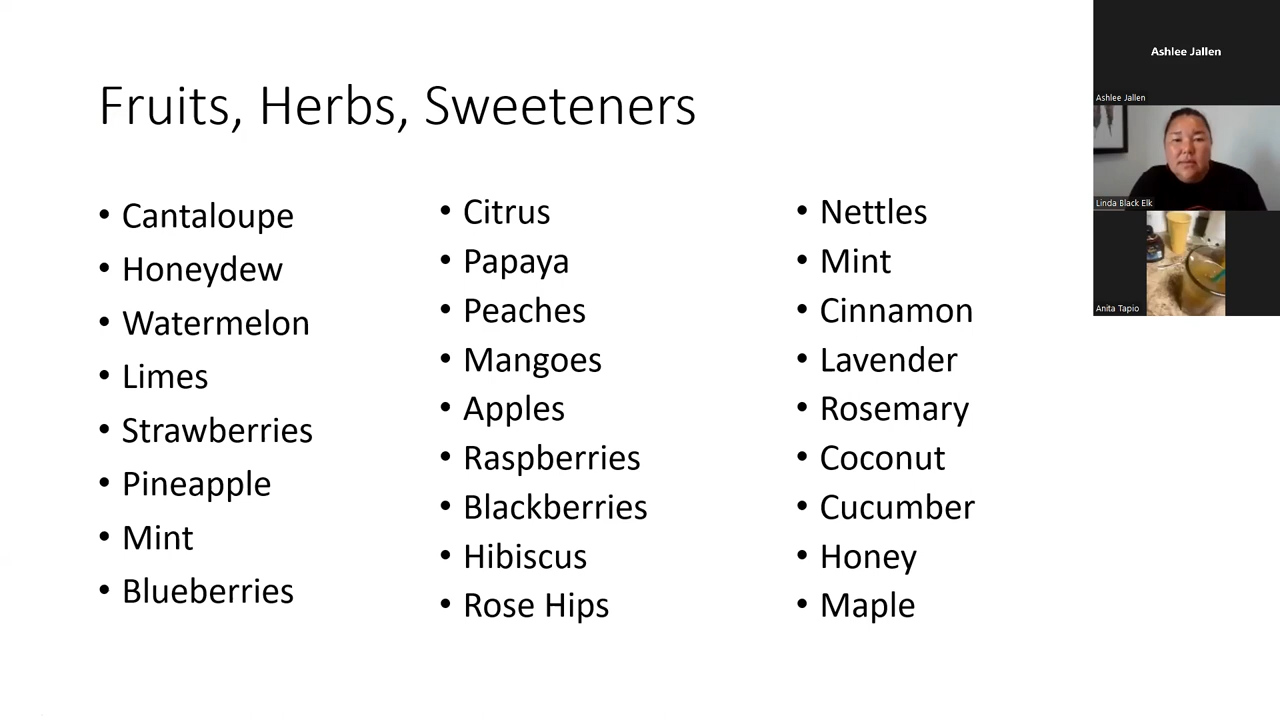 Fruits, Herbs, Sweeteners
• Cantaloupe
• Honeydew
• Watermelon
• Limes
• Strawberries
• Pineapple
• Mint
• Blueberries
• Citrus
• Papaya
• Peaches
• Mangoes
• Apples
• Raspberries
• Blackberries
• Hibiscus
• Rose Hips
• Nettles
• Mint
• Cinnamon
• Lavender
• Rosemary
• Coconut
• Cucumber
• Honey
• Maple
Ashlee Jallen
Ashlee Jallen
Linda Black Elk
Anita Tapio